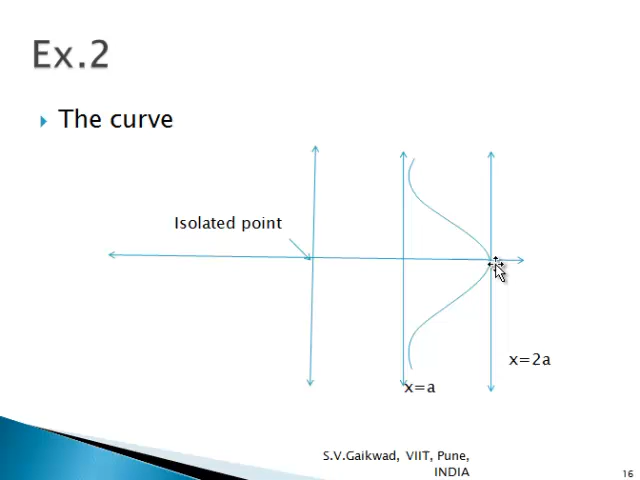 Ex.2
The curve
Isolated point
x=2a
x=a
S.V.Gaikwad, VIIT, Pune,
INDIA
16